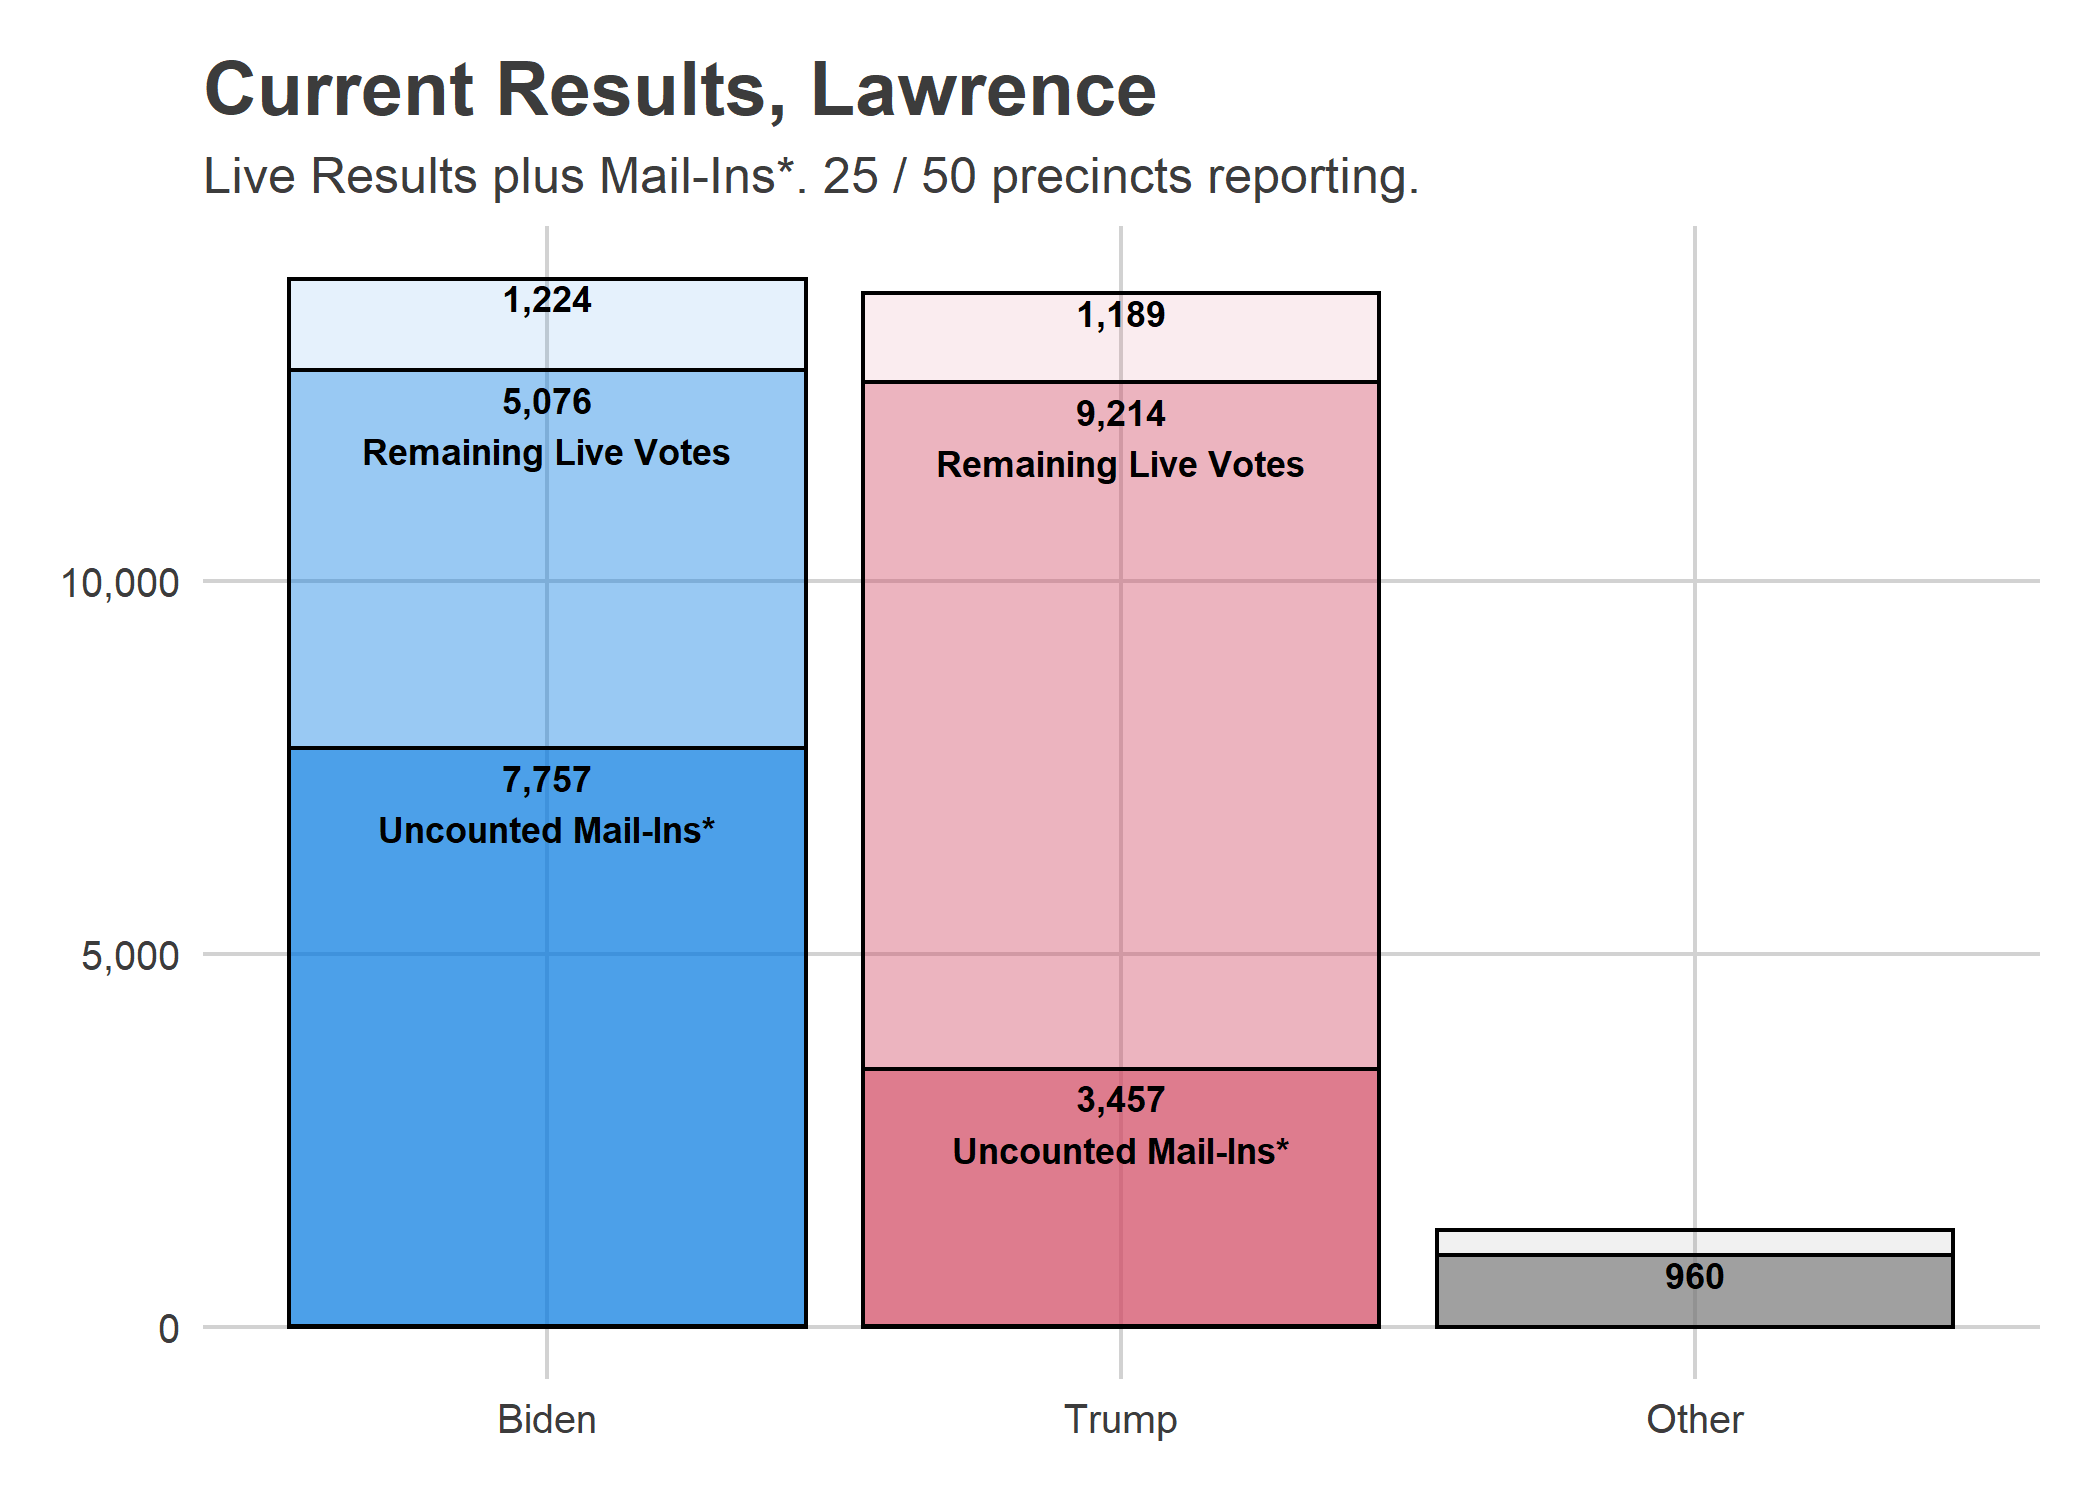 Current Results, Lawrence
Live Results plus Mail-Ins*. 25 / 50 precincts reporting.
1,224
1,189
5,076
Remaining Live Votes
9,214
Remaining Live Votes
10,000
7,757
Uncounted Mail-Ins*
5,000
3,457
Uncounted Mail-Ins*
960
0
Biden
Trump
Other